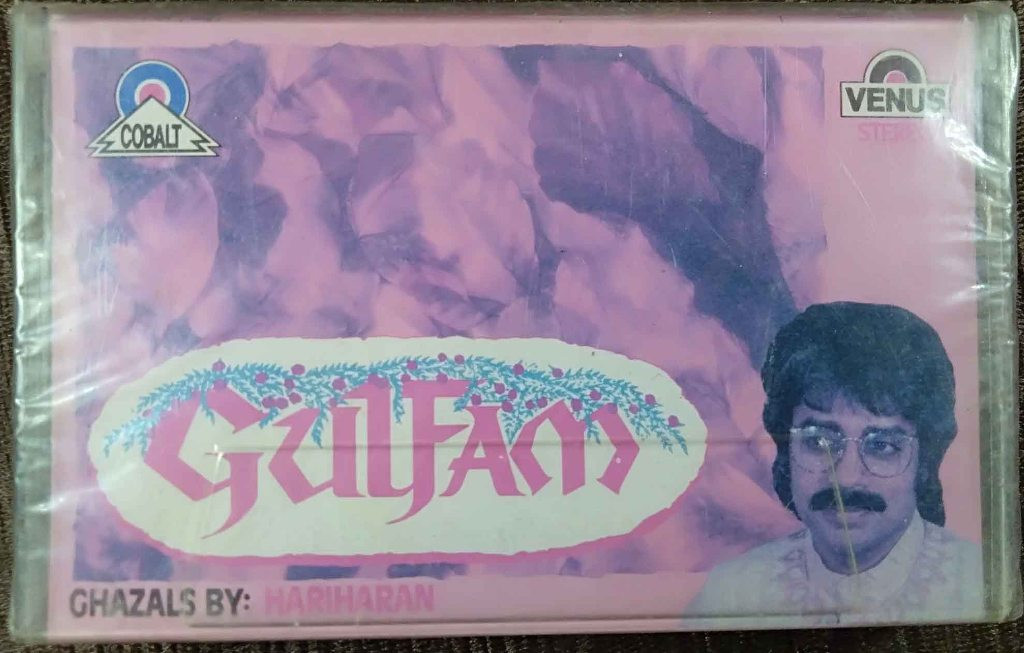 COBALT
VENUS
STEREO
GULFAM
GHAZALS BY: HARIHARAN